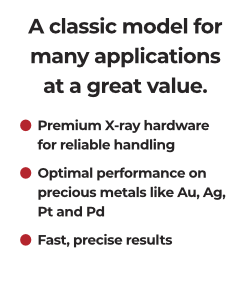 A classic model for
many applications
at a great value.
Premium X-ray hardware
for reliable handling
Optimal performance on
precious metals like Au, Ag,
Pt and Pd
Fast, precise results